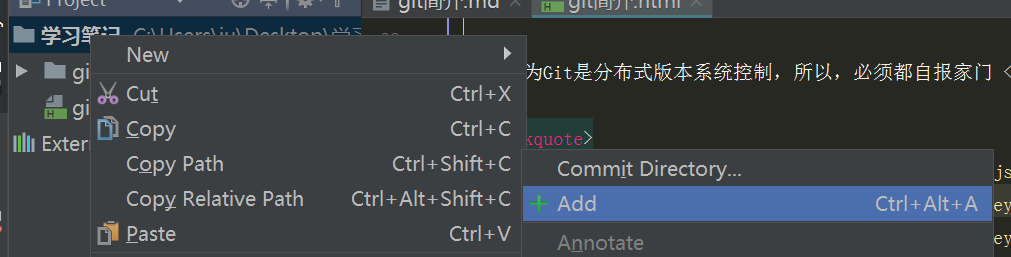 Project
git简介.md
git简介.html
学习笔记 C:\Users\ju\Desktop\学习
为Git是分布式版本系统控制，所以，必须都自报家门 <
New
gi
Cut Ctrl+X
gi
Copy Ctrl+C
kquote>
Extern
Copy Path Ctrl+Shift+C
Commit Directory...
js
Copy Relative Path Ctrl+Alt+Shift+C
Add Ctrl+Alt+A
ey
Paste Ctrl+V
Annotate
ey